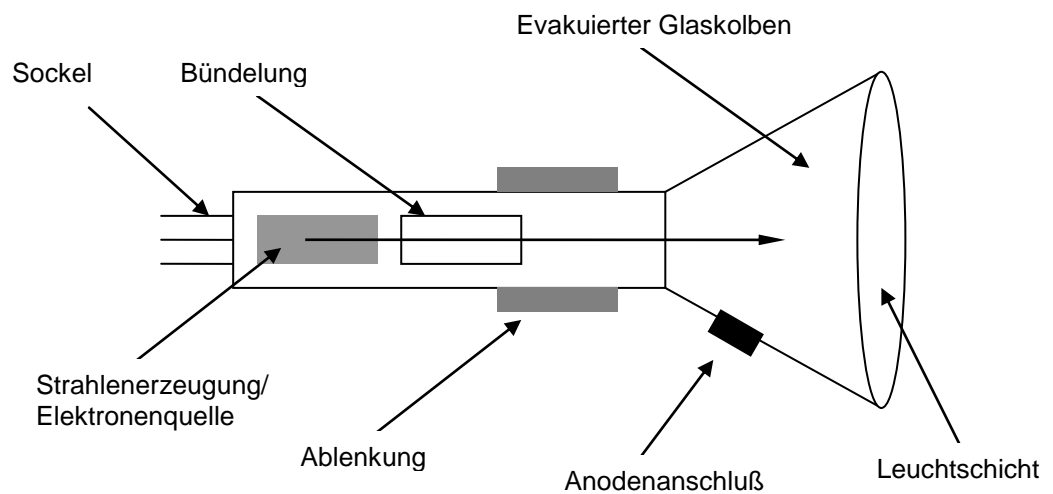 Evakuierter Glaskolben
Sockel
Bündelung
Strahlenerzeugung/
Elektronenquelle
Ablenkung
Anodenanschluß
Leuchtschicht